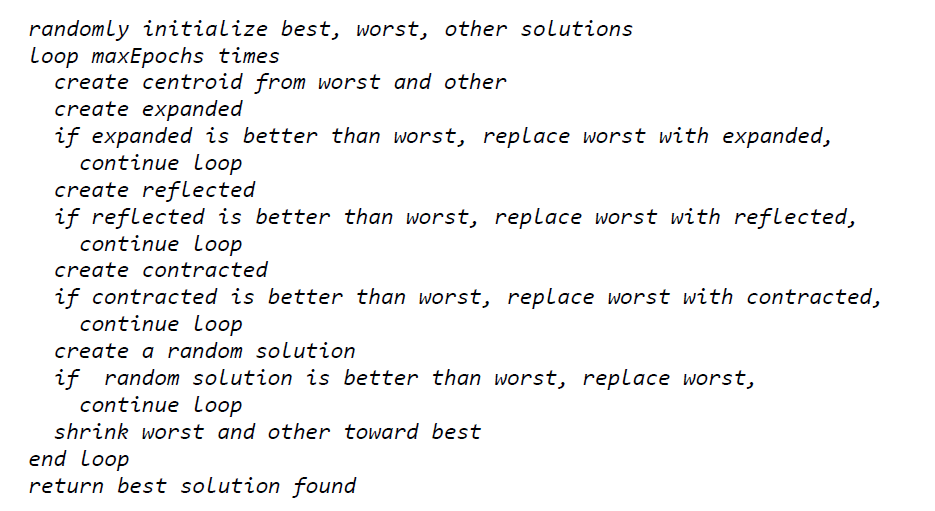 randomly initialize best, worst, other solutions
loop maxEpochs times
create centroid from worst and other
create expanded
if expanded is better than worst, replace worst with expanded,
continue loop
create reflected
if reflected is better than worst, replace worst with reflected,
continue loop
create contracted
if contracted is better than worst, replace worst with contracted,
continue loop
create a random solution
if  random solution is better than worst, replace worst,
continue loop
shrink worst and other toward best
end loop
return best solution found